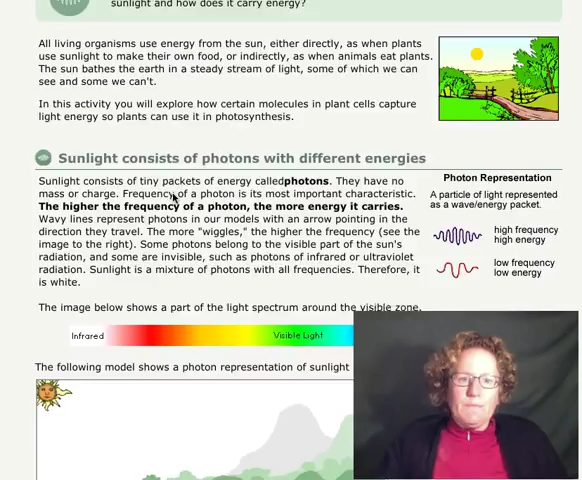 sunlight and how does it carry energy?
All living organisms use energy from the sun, either directly, as when plants
use sunlight to make their own food, or indirectly, as when animals eat plants.
The sun bathes the earth in a steady stream of light, some of which we can
see and some we can't.
In this activity you will explore how certain molecules in plant cells capture
light energy so plants can use it in photosynthesis.
Sunlight consists of photons with different energies
Sunlight consists of tiny packets of energy calledphotons. They have no
mass or charge. Frequency of a photon is its most important characteristic.
The higher the frequency of a photon, the more energy it carries.
Wavy lines represent photons in our models with an arrow pointing in the
direction they travel. The more "wiggles," the higher the frequency (see the
image to the right). Some photons belong to the visible part of the sun's
radiation, and some are invisible, such as photons of infrared or ultraviolet
radiation. Sunlight is a mixture of photons with all frequencies. Therefore, it
is white.
Photon Representation
A particle of light represented
as a wave/energy packet.
high frequency
high energy
low frequency
low energy
The image below shows a part of the light spectrum around the visible zone.
Infrared
Visible Light
The following model shows a photon representation of sunlight